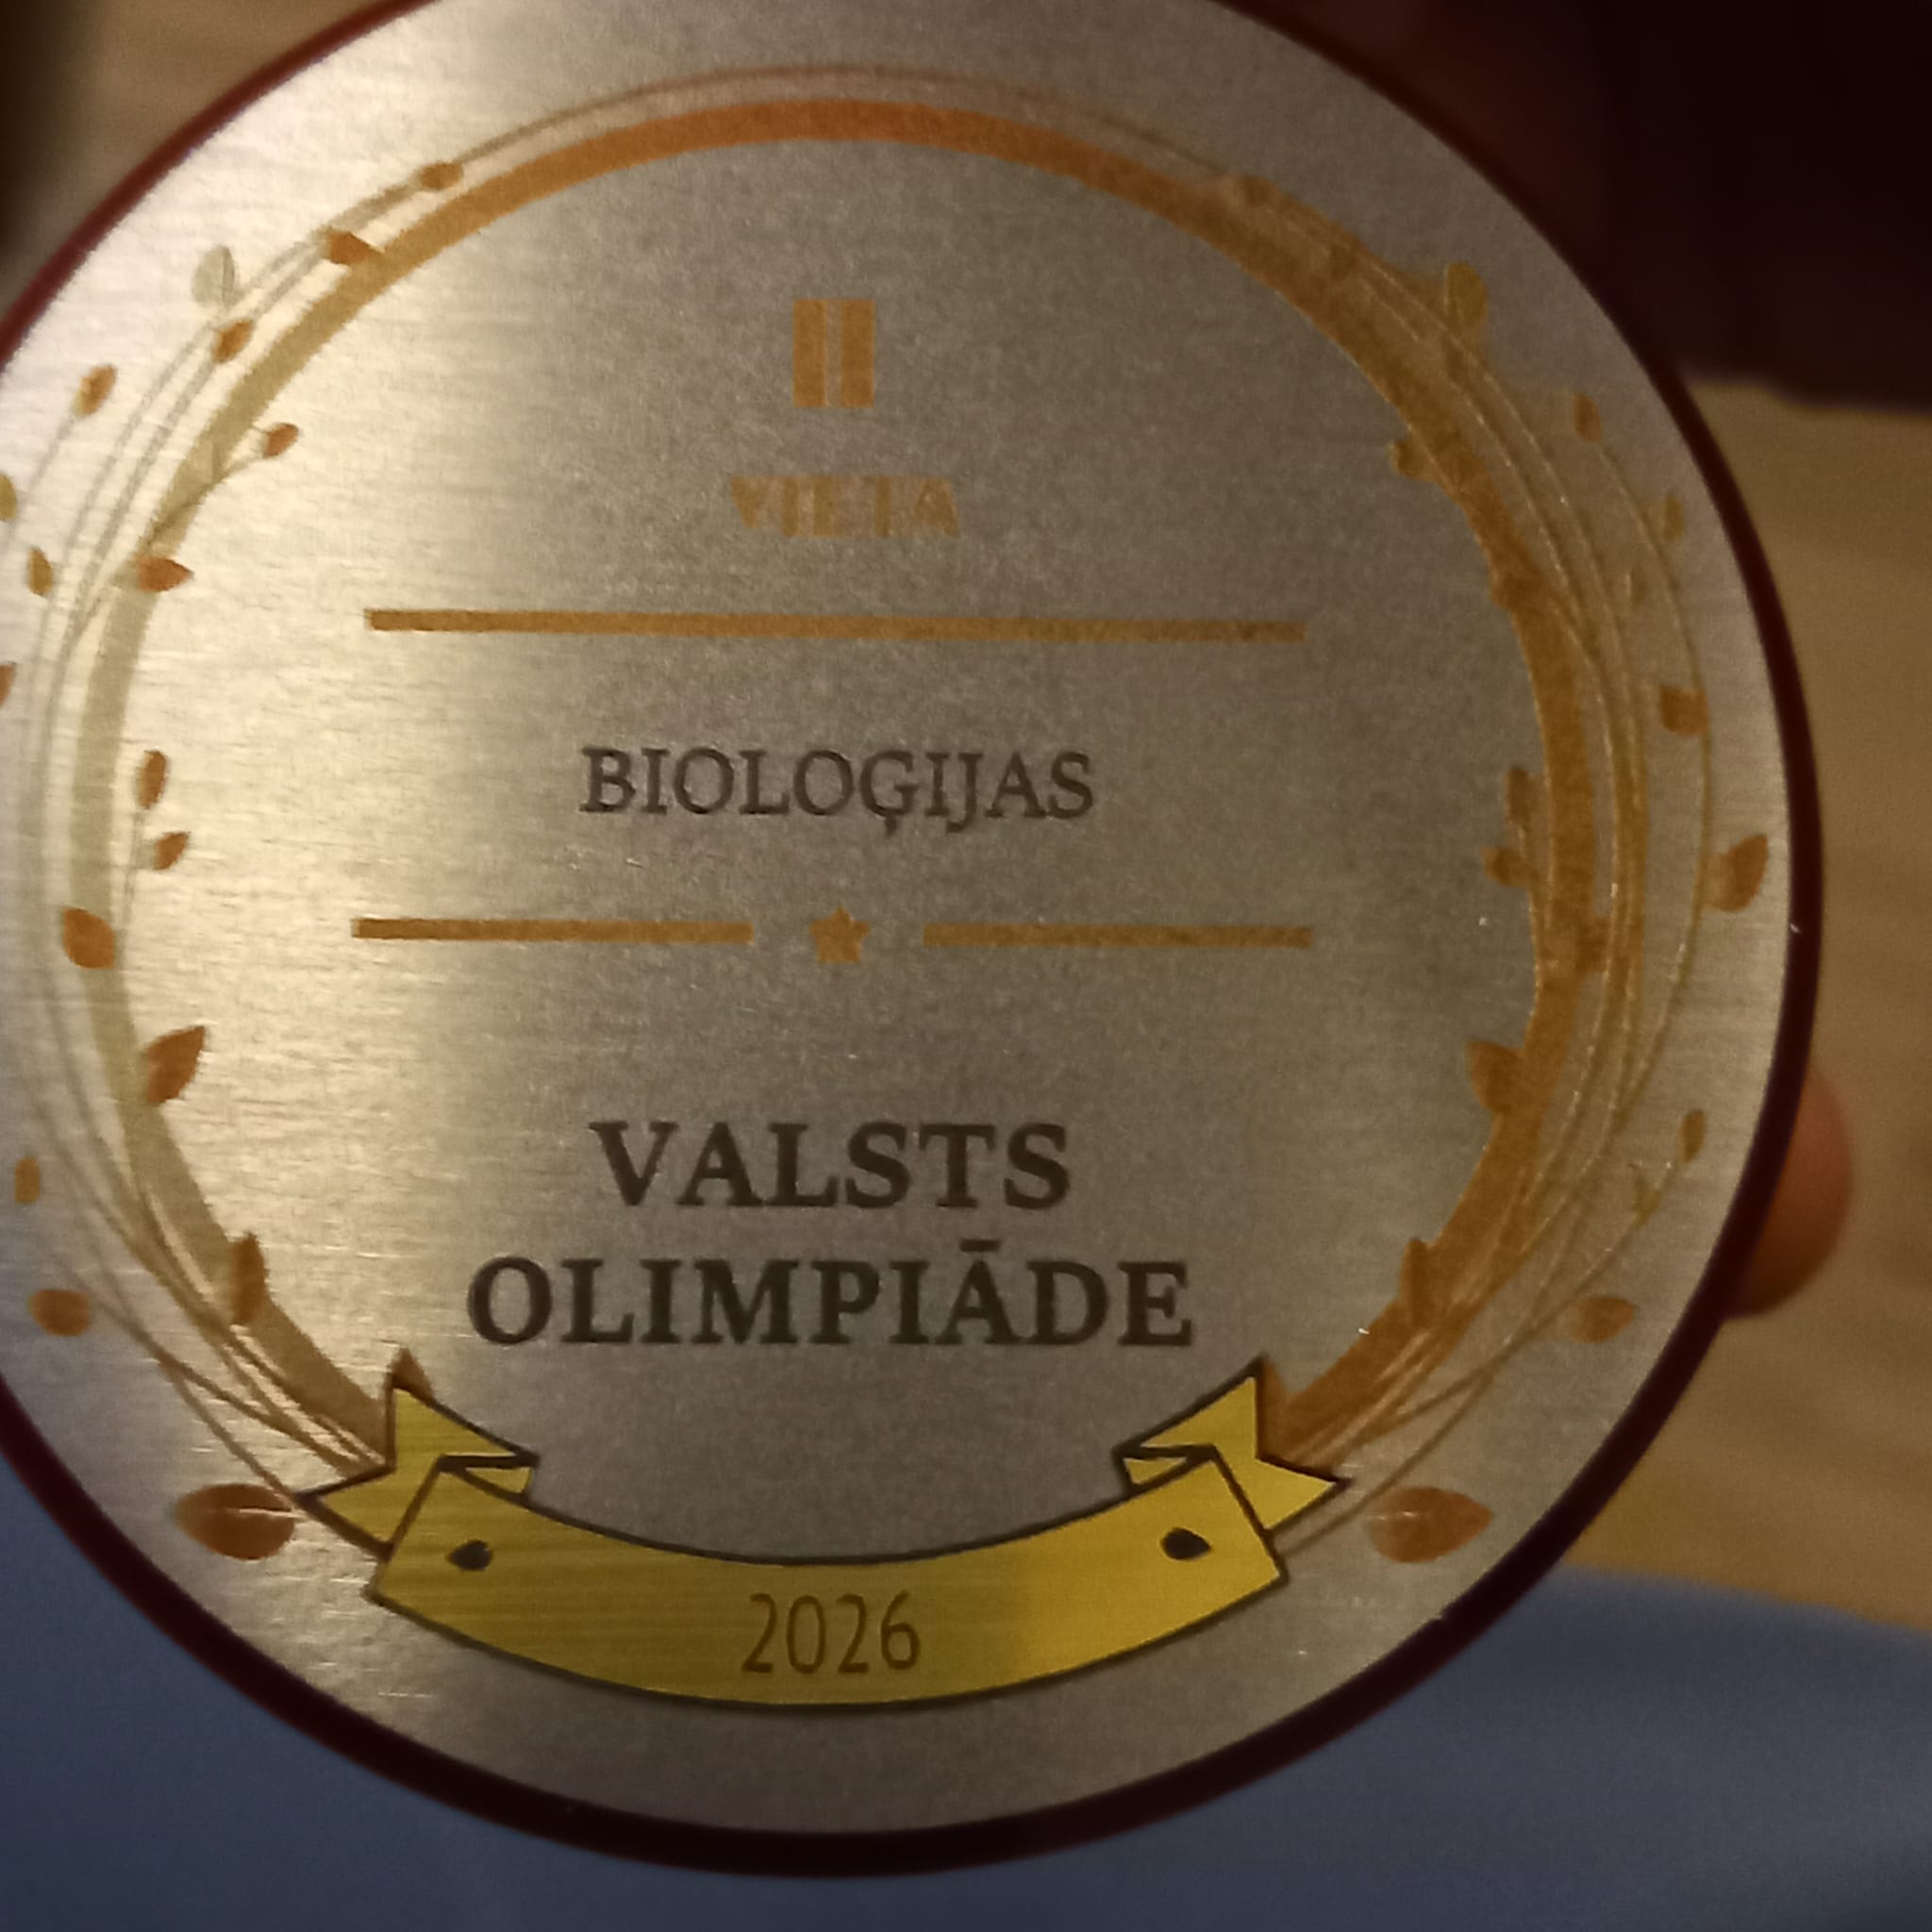 II
VIETA
BIOLOĢIJAS
VALSTS
OLIMPIĀDE
2026